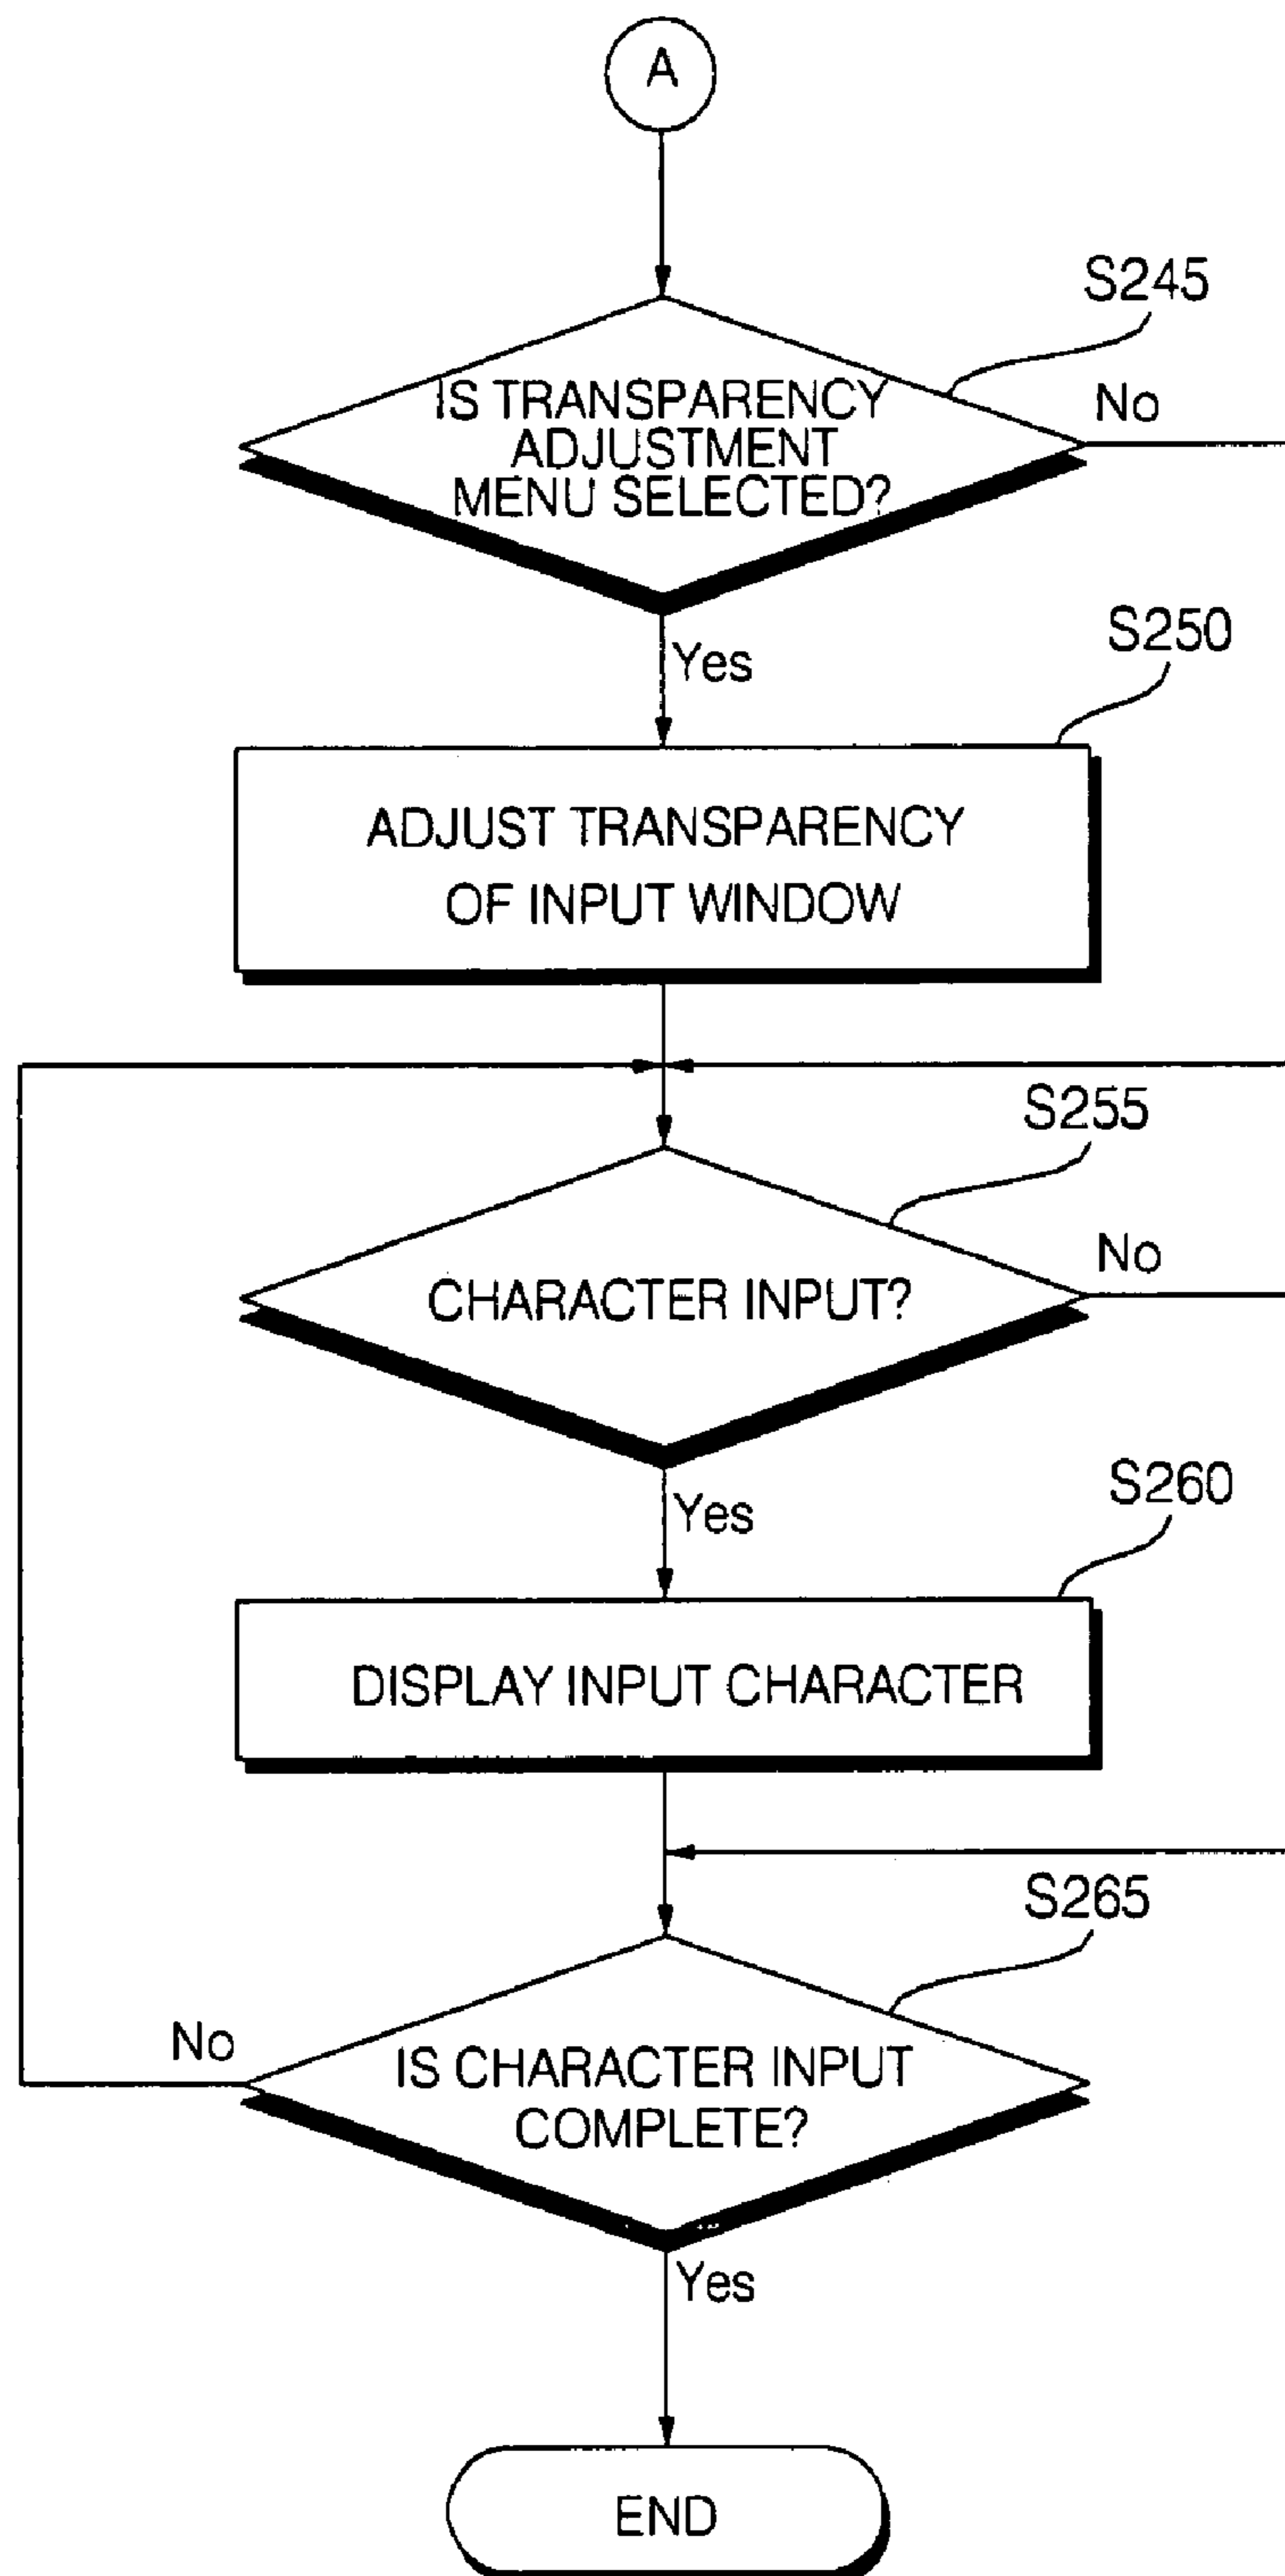 A
S245
IS TRANSPARENCY
ADJUSTMENT
MENU SELECTED?
No
Yes
S250
ADJUST TRANSPARENCY
OF INPUT WINDOW
S255
CHARACTER INPUT?
No
Yes
S260
DISPLAY INPUT CHARACTER
S265
No
IS CHARACTER INPUT
COMPLETE?
Yes
END